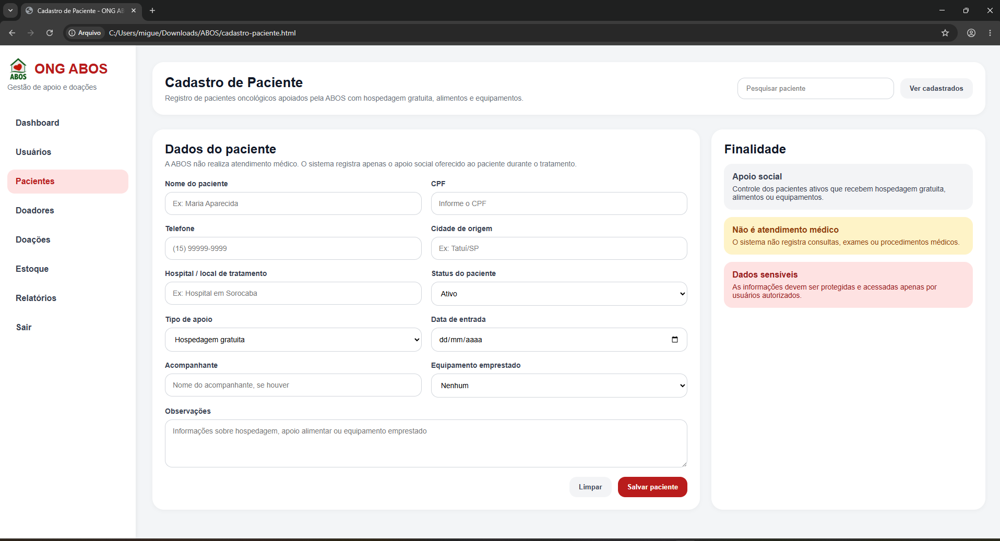 Cadastro de Paciente - ONG AB
Arquivo
C:/Users/migue/Downloads/ABOS/cadastro-paciente.html
ABOS
ONG ABOS
Gestão de apoio e doações
Dashboard
Usuários
Pacientes
Doadores
Doações
Estoque
Relatórios
Sair
Cadastro de Paciente
Registro de pacientes oncológicos apoiados pela ABOS com hospedagem gratuita, alimentos e equipamentos.
Pesquisar paciente
Ver cadastrados
Dados do paciente
A ABOS não realiza atendimento médico. O sistema registra apenas o apoio social oferecido ao paciente durante o tratamento.
Nome do paciente
Ex: Maria Aparecida
CPF
Informe o CPF
Telefone
(15) 99999-9999
Cidade de origem
Ex: Tatuí/SP
Hospital / local de tratamento
Ex: Hospital em Sorocaba
Status do paciente
Ativo
Tipo de apoio
Hospedagem gratuita
Data de entrada
dd/mm/aaaa
Acompanhante
Nome do acompanhante, se houver
Equipamento emprestado
Nenhum
Observações
Informações sobre hospedagem, apoio alimentar ou equipamento emprestado
Limpar
Salvar paciente
Finalidade
Apoio social
Controle dos pacientes ativos que recebem hospedagem gratuita,
alimentos ou equipamentos.
Não é atendimento médico
O sistema não registra consultas, exames ou procedimentos médicos.
Dados sensíveis
As informações devem ser protegidas e acessadas apenas por
usuários autorizados.